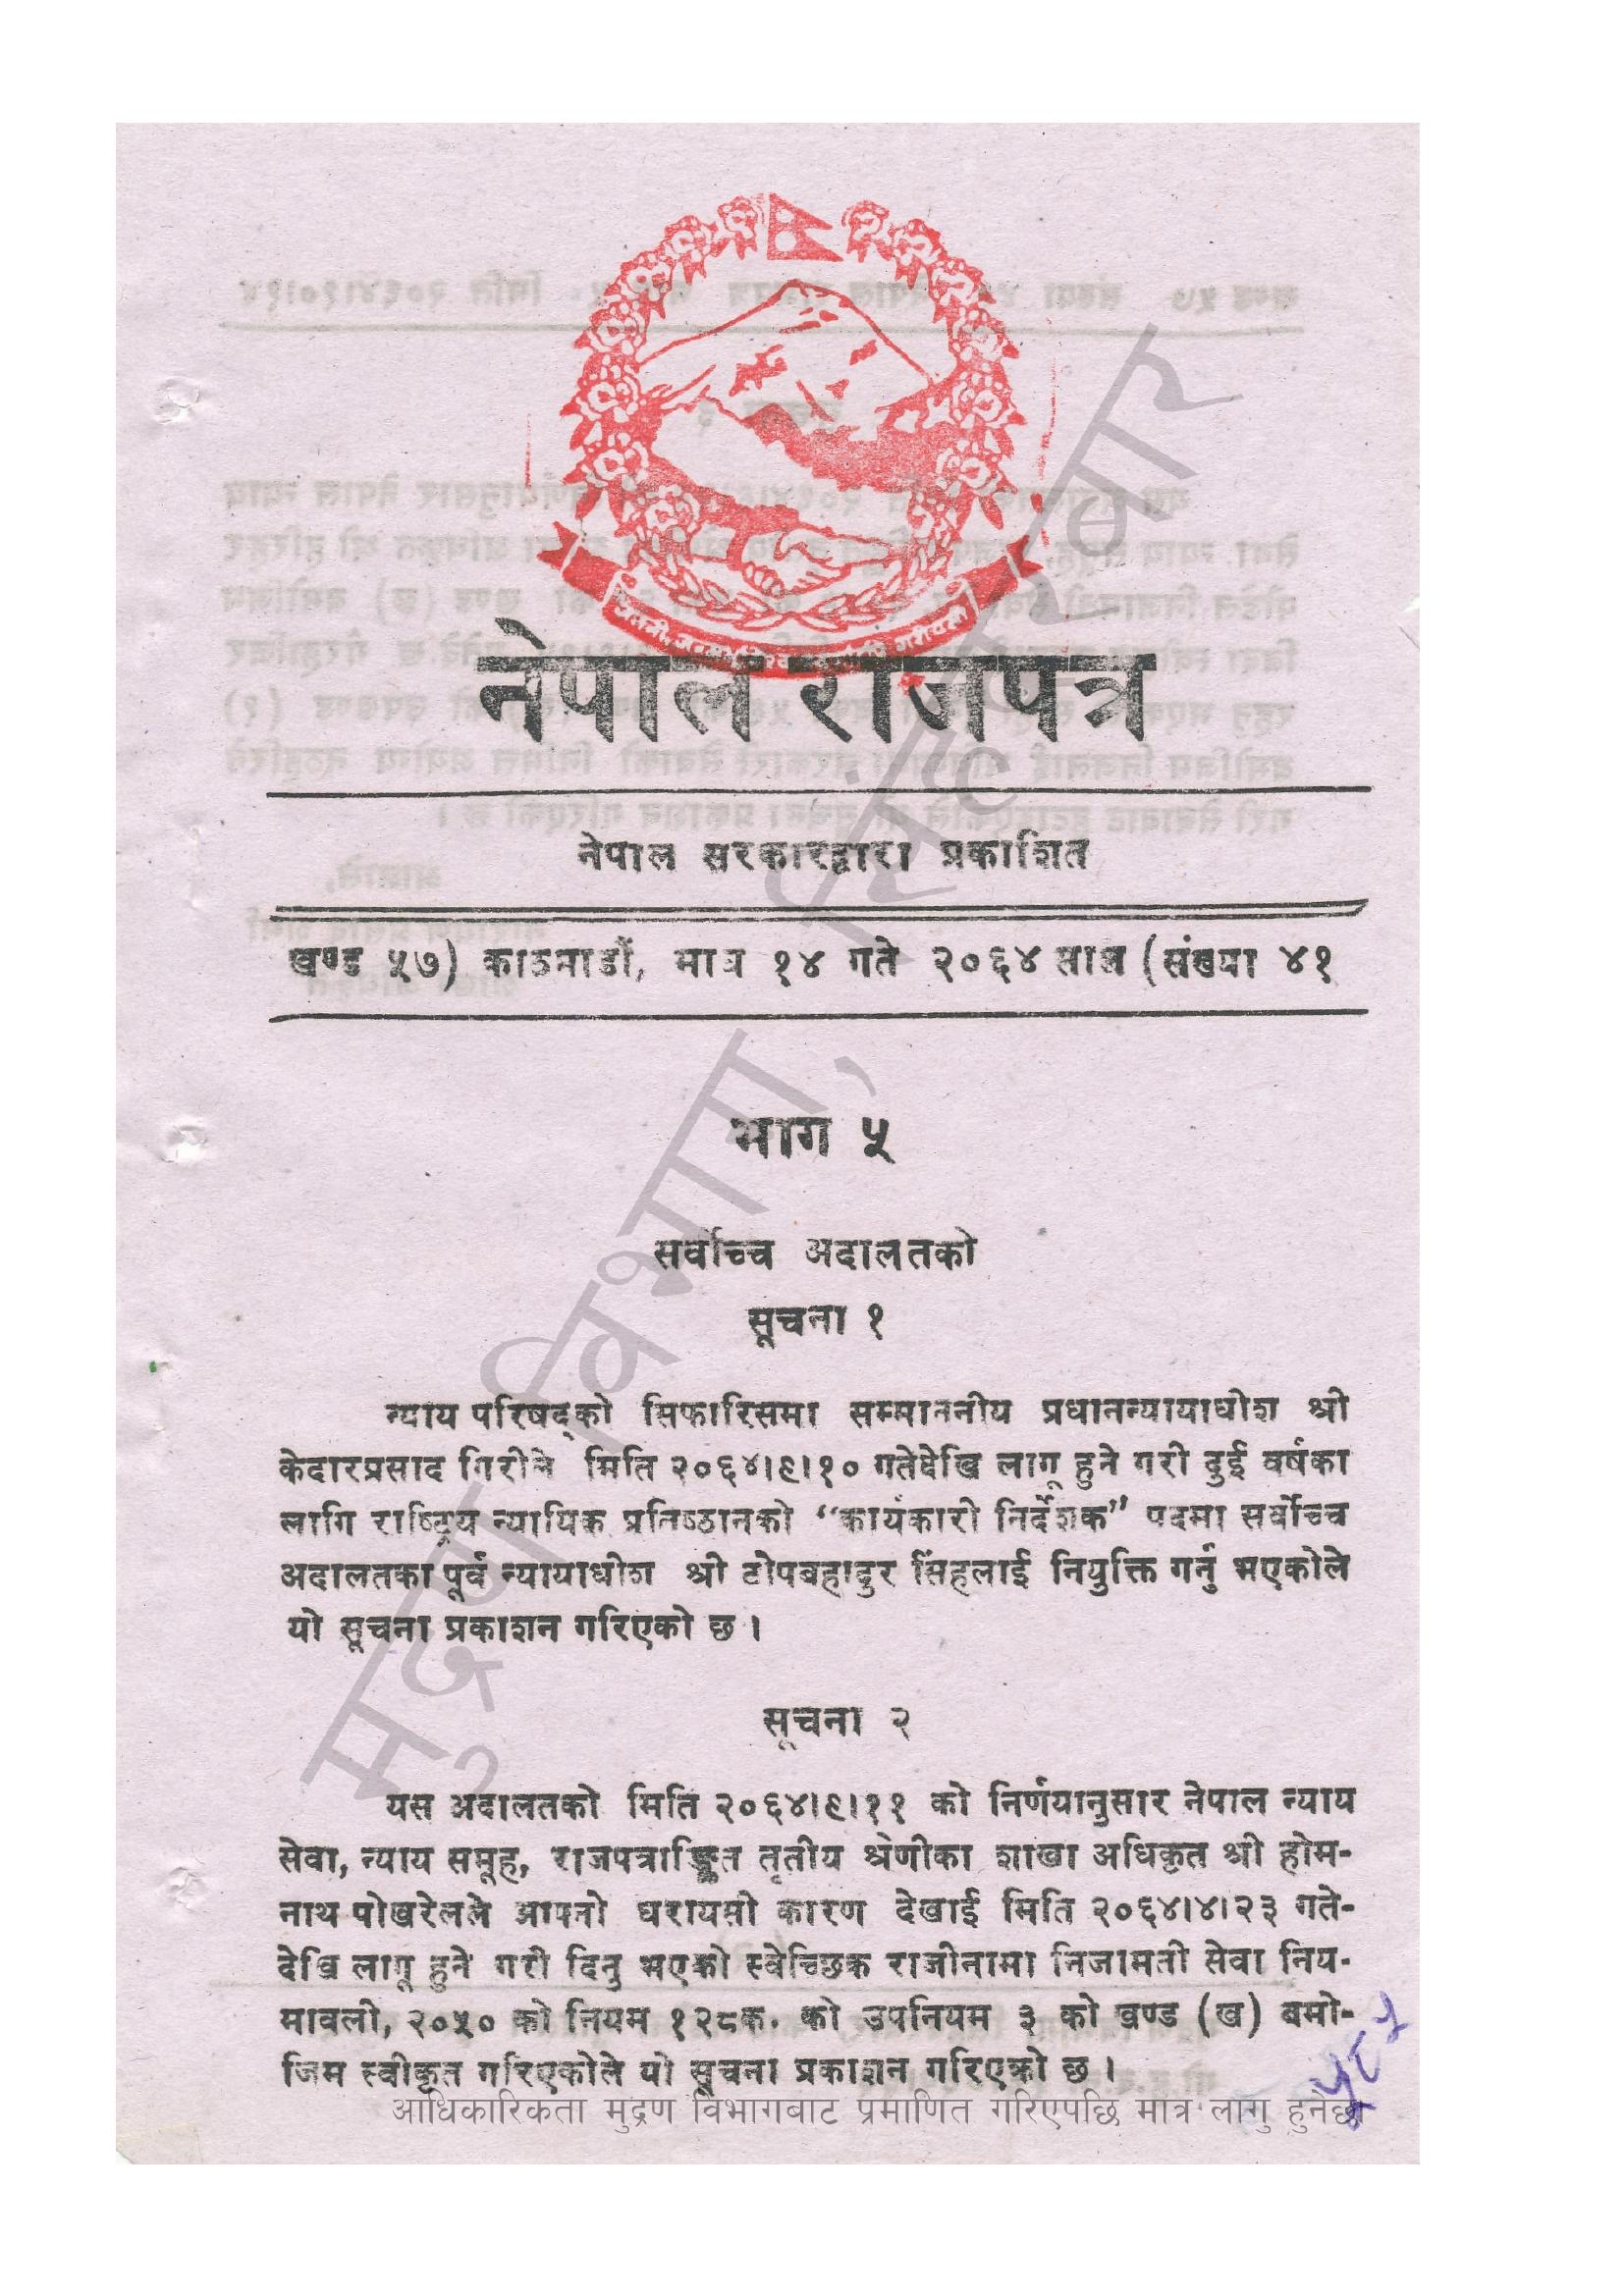 नेपाल राजपत्र
नेपाल सरकारद्वारा प्रकाशित
खण्ड ५७) काठमाडौं, माघ १४ गते २०६४ साल (संख्या ४१
भाग ५
सर्वोच्च अदालतको
सूचना १
न्याय परिषद्को सिफारिसमा सम्माननीय प्रधानन्यायाधीश श्री
केदारप्रसाद गिरीले मिति २०६४।९।१० गतेदेखि लागू हुने गरी दुई वर्षका
लागि राष्ट्रिय न्यायिक प्रतिष्ठानको “कार्यकारी निर्देशक” पदमा सर्वोच्च
अदालतका पूर्व न्यायाधीश श्री टोपबहादुर सिंहलाई नियुक्ति गर्नु भएकोले
यो सूचना प्रकाशन गरिएको छ ।
सूचना २
यस अदालतको मिति २०६४।९।११ को निर्णयानुसार नेपाल न्याय
सेवा, न्याय समूह, राजपत्राङ्कित तृतीय श्रेणीका शाखा अधिकृत श्री होम-
नाथ पोखरेलले आफ्नो घरायसी कारण देखाई मिति २०६४।४।२३ गते-
देखि लागू हुने गरी दिनु भएको स्वेच्छिक राजीनामा निजामती सेवा निय-
मावली, २०५० को नियम १२८क. को उपनियम ३ को खण्ड (ख) बमो-
जिम स्वीकृत गरिएकोले यो सूचना प्रकाशन गरिएको छ ।
आधिकारिकता मुद्रण विभागबाट प्रमाणित गरिएपछि मात्र लागु हुनेछ।
मुद्रण विभाग, सिंहदरबार